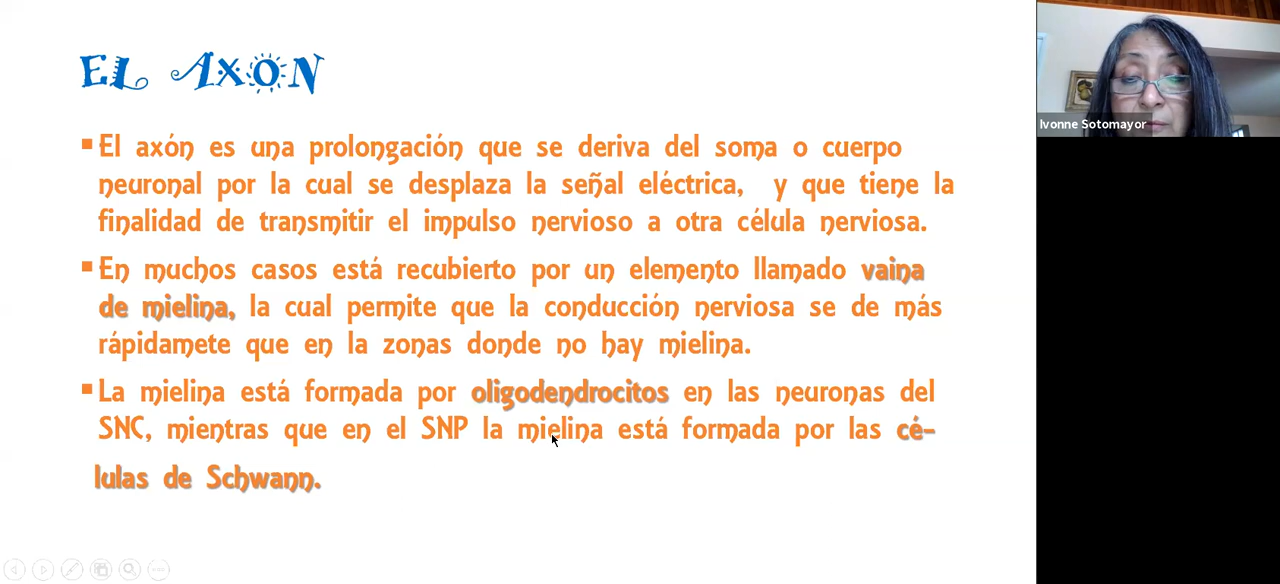 EL AXON
El axón es una prolongación que se deriva del soma o cuerpo
neuronal por la cual se desplaza la señal eléctrica, y que tiene la
finalidad de transmitir el impulso nervioso a otra célula nerviosa.
En muchos casos está recubierto por un elemento llamado vaina
de mielina, la cual permite que la conducción nerviosa se de más
rápidamete que en la zonas donde no hay mielina.
La mielina está formada por oligodendrocitos en las neuronas del
SNC, mientras que en el SNP la mielina está formada por las cé-
lulas de Schwann.
Ivonne Sotomayor